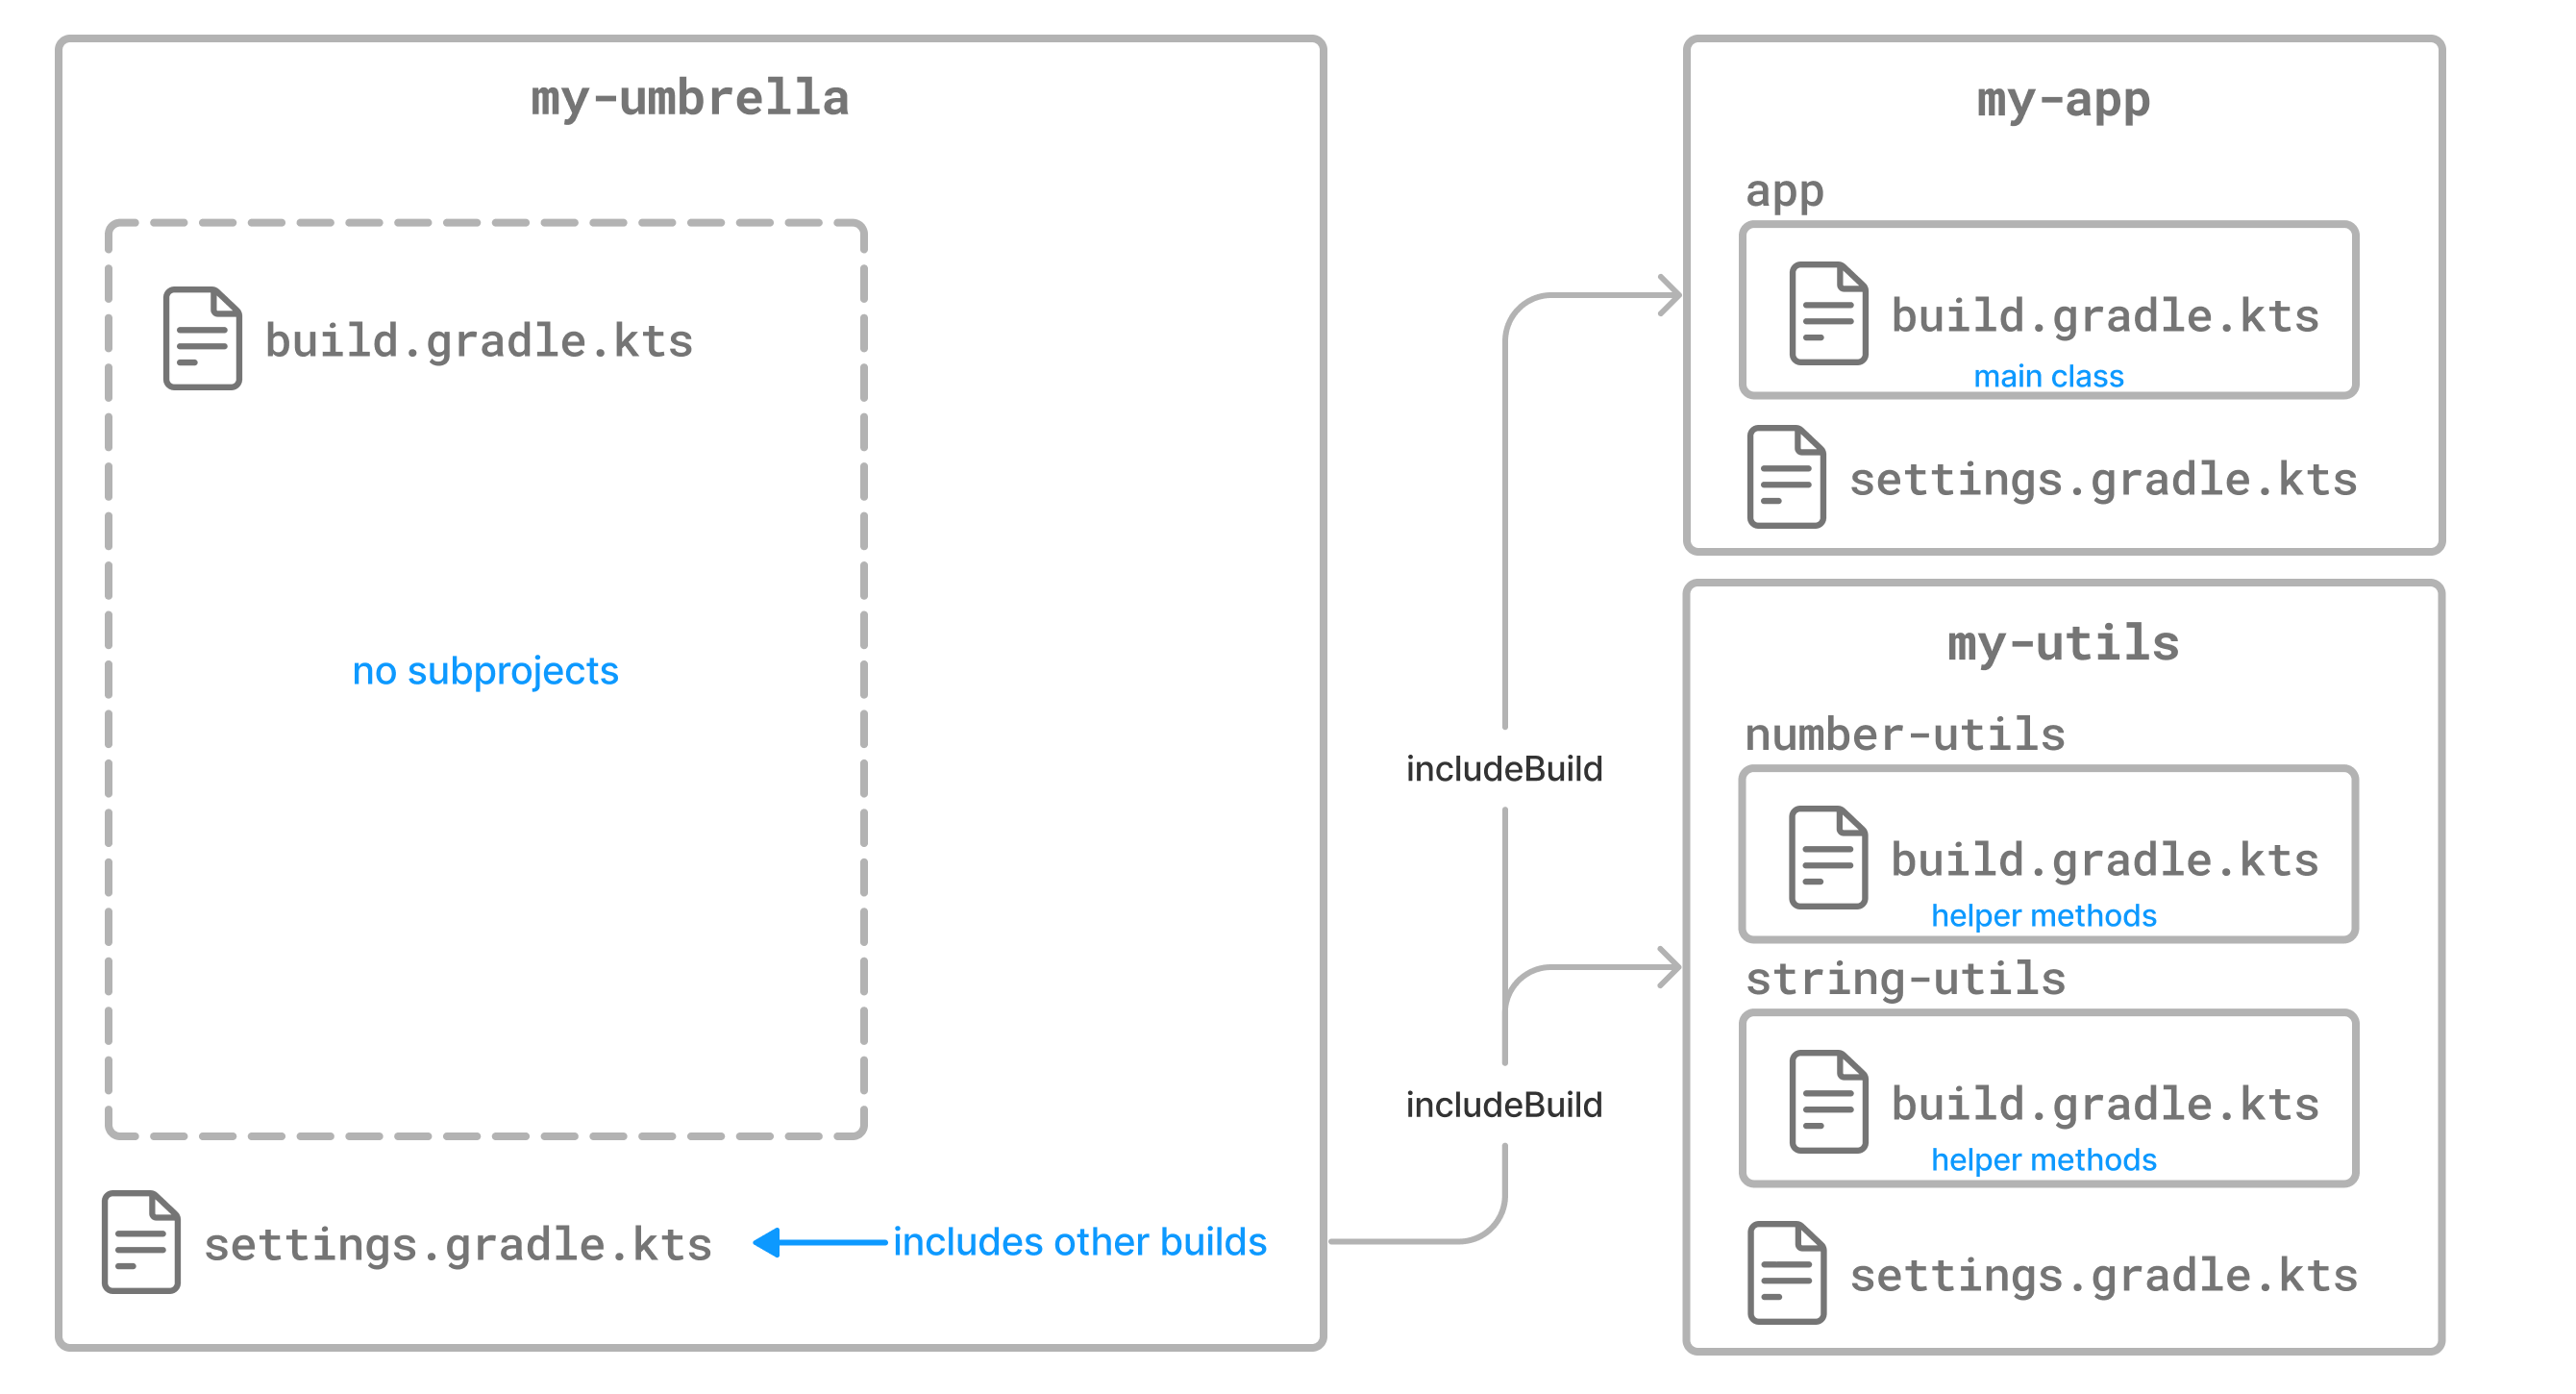 my-umbrella
build.gradle.kts
no subprojects
settings.gradle.kts
includes other builds
includeBuild
includeBuild
my-app
app
build.gradle.kts
main class
settings.gradle.kts
my-utils
number-utils
build.gradle.kts
helper methods
string-utils
build.gradle.kts
helper methods
settings.gradle.kts